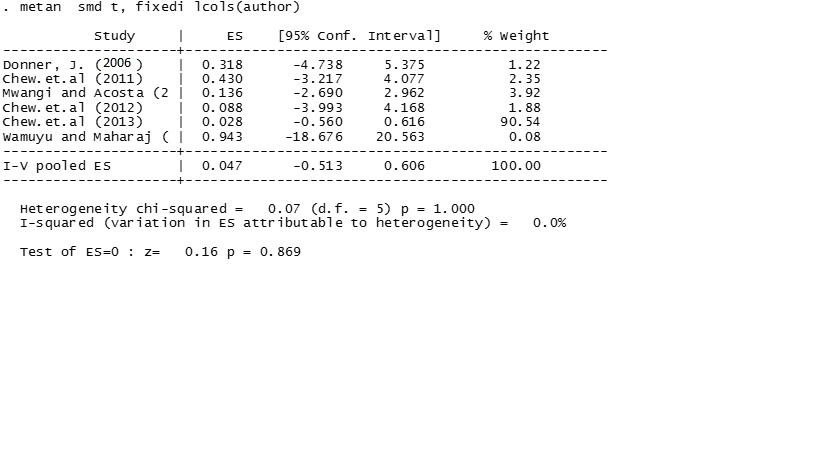 . metan smd t, fixedi lcols(author)
Study | ES [95% Conf. Interval] % Weight
---------------------+---------------------------------------------------
Donner, J. (2006 ) | 0.318 -4.738 5.375 1.22
Chew.et.al (2011) | 0.430 -3.217 4.077 2.35
Mwangi and Acosta (2 | 0.136 -2.690 2.962 3.92
Chew.et.al (2012) | 0.088 -3.993 4.168 1.88
Chew.et.al (2013) | 0.028 -0.560 0.616 90.54
Wamuyu and Maharaj ( | 0.943 -18.676 20.563 0.08
---------------------+---------------------------------------------------
I-V pooled ES | 0.047 -0.513 0.606 100.00
---------------------+---------------------------------------------------
Heterogeneity chi-squared = 0.07 (d.f. = 5) p = 1.000
I-squared (variation in ES attributable to heterogeneity) = 0.0%
Test of ES=0 : z= 0.16 p = 0.869